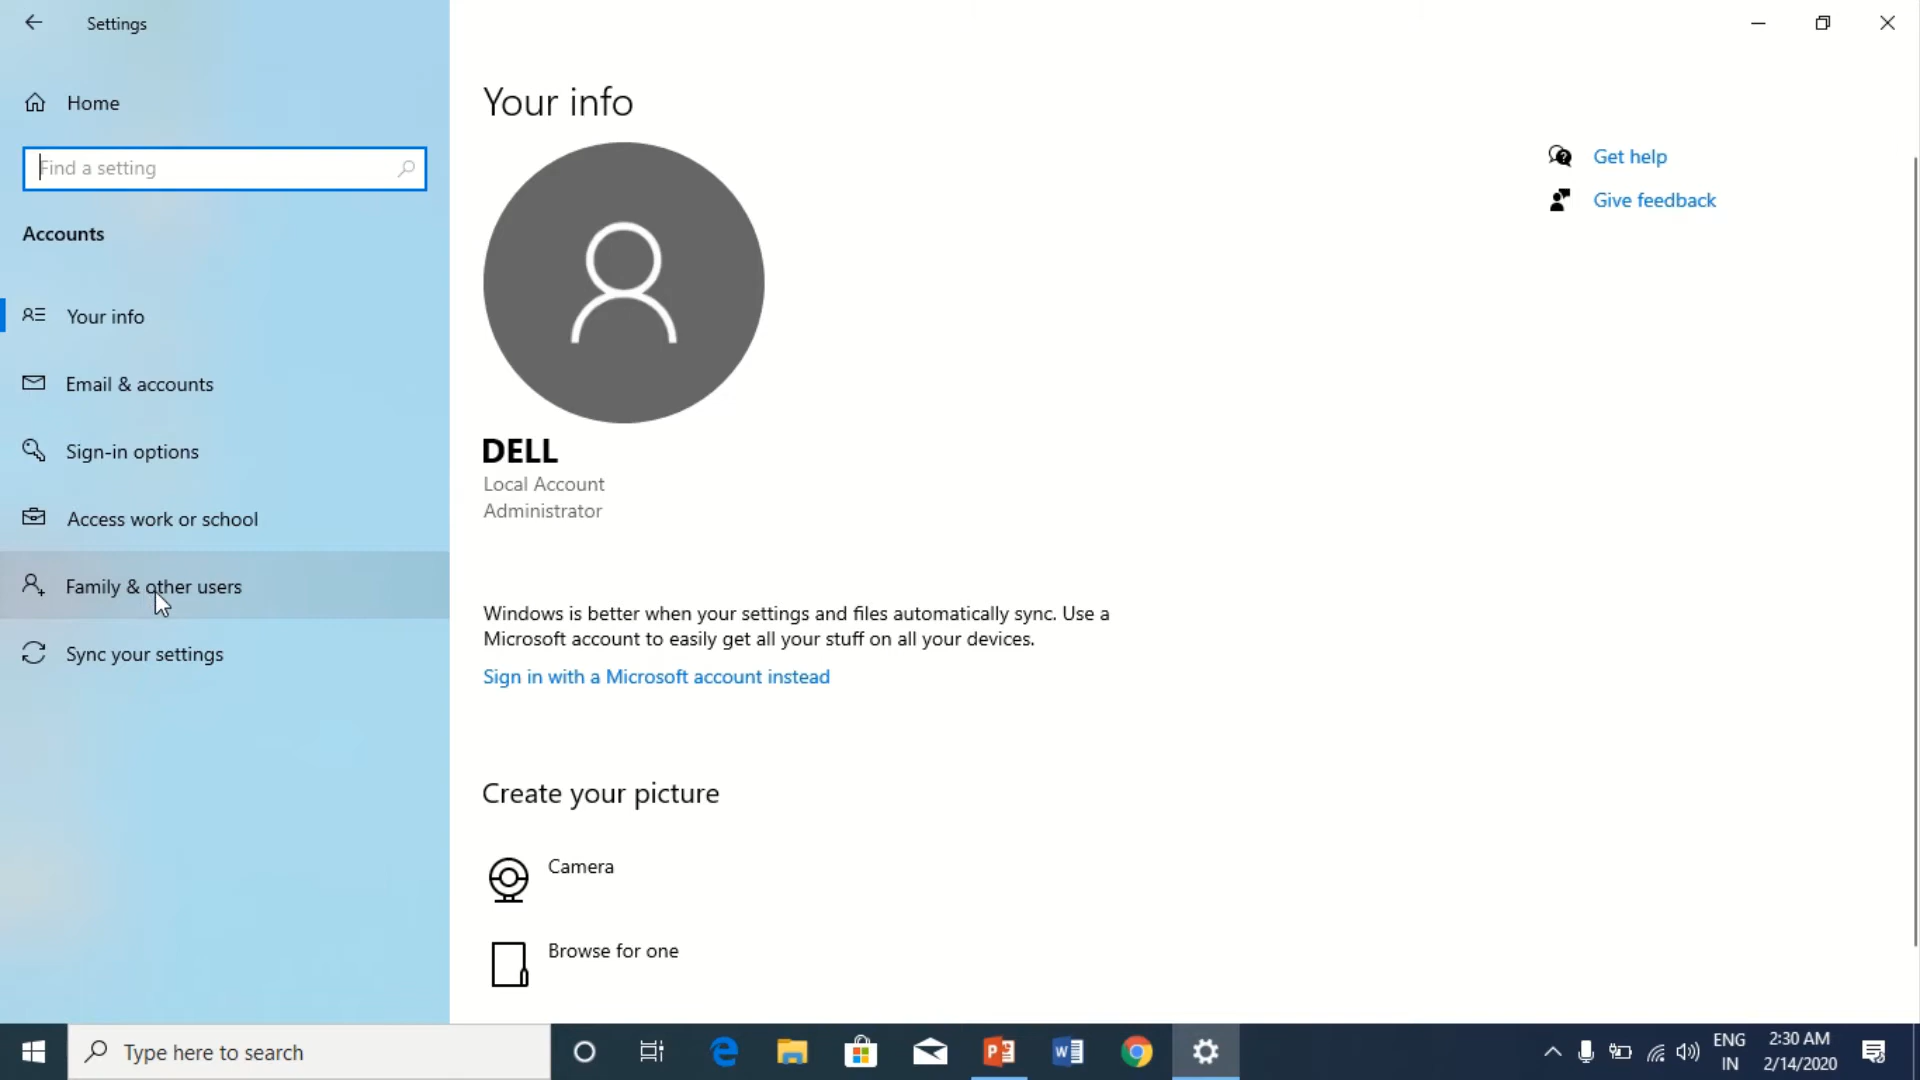 Settings
Home
Find a setting
Accounts
Your info
Email & accounts
Sign-in options
Access work or school
Family & other users
Sync your settings
Your info
DELL
Local Account
Administrator
Windows is better when your settings and files automatically sync. Use a
Microsoft account to easily get all your stuff on all your devices.
Sign in with a Microsoft account instead
Create your picture
Camera
Browse for one
Get help
Give feedback
Type here to search
ENG
IN
2:30 AM
2/14/2020